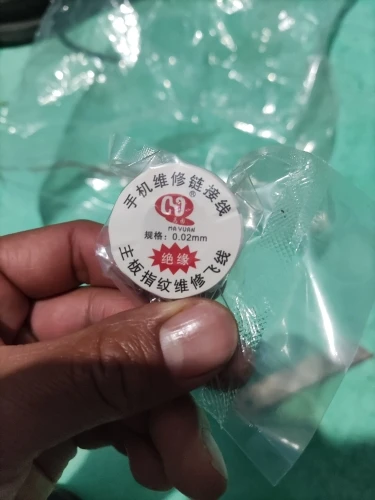 手机维修链接线
®
MA YUAN
规格：0.02mm
绝缘
主板指纹维修飞线